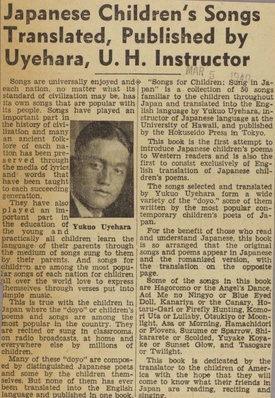 Japanese Children's Songs
Translated, Published by
Uyehara, U. H. Instructor
MAR 5 1940
Songs are universally enjoyed and
each nation, no matter what its
standard of civilization may be, has
its own songs that are popular with
its people. Songs have played an
important part in
the history of civi-
lization and many
an ancient folk-
lore of each na-
tion has been pre-
served through
the media of lyrics
and words that
have been taught
to each succeeding
generation.
They have also
played an im-
portant part in
the education of
the young and
Yukuo Uyehara
practically all children learn the
language of their parents through
the medium of songs sung to them
by their parents. And songs for
children are among the most popu-
lar songs of each nation for children
all over the world love to express
themselves through verses put into
simple music.
This is true with the children in
Japan where the "doyo" or children's
poems and songs are among the
most popular in the country. They
are recited or sung in classrooms,
on radio broadcasts, at home and
everywhere else by millions of
children.
Many of these "doyo" are compos-
ed by distinguished Japanese poets
and some by the children them-
selves. But none of them has ever
been translated into the English
language and published in one book.
"Songs for Children: Sung in Ja-
pan" is a collection of 50 songs
familiar to the children throughout
Japan and translated into the Eng-
lish language by Yukuo Uyehara, in-
structor of Japanese language at the
University of Hawaii, and published
by the Hokuseido Press in Tokyo.
This book is the first attempt to
introduce Japanese children's poems
to Western readers and is also the
first to consist exclusively of Eng-
lish translation of Japanese chil-
dren's poems.
The songs selected and translated
by Yukuo Uyehara form a wide
variety of the "doyo," some of them
written by the most popular con-
temporary children's poets of Ja-
pan.
For the benefit of those who read
and understand Japanese, this book
is so arranged that the original
songs and poems appear in Japanese
and the romanised version, with
the translation on the opposite
page.
Some of the songs in this book
are Hagoromo or the Angel's Dance,
Aoi Me no Ningyo or Blue Eyed
Doll, Kanariya or the Canary, Ho-
taru-Gari or Firefly Hunting, Komo-
ri Uta or Lullaby, Otsukiyo or Moon-
light, Asa or Morning, Hamachidori
or Plovers, Suzume or Sparrow, Shi-
kararete or Scolded, Yuyake Koya-
ke or Sunset Glow, and Tasogare
or Twilight.
This book is dedicated by the
translator to the children of Amer-
ica with the hope that they will
come to know what their friends in
Japan are reading, reciting and
singing.